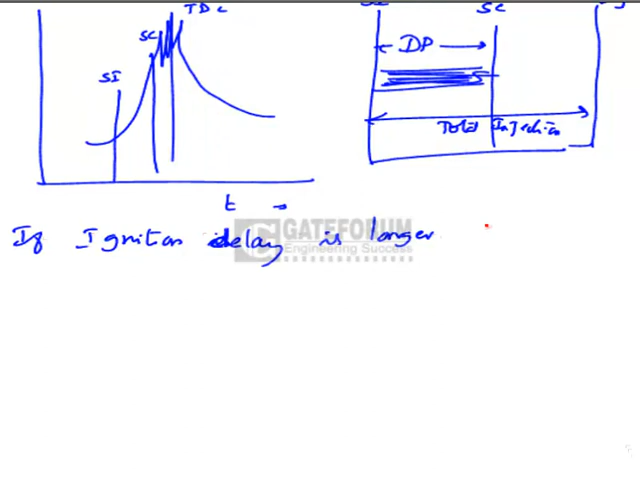 TDC
SC
SC
DP
SI
Total Injection
t
If Ignition delay is longer
GATEFORUM
Engineering Success